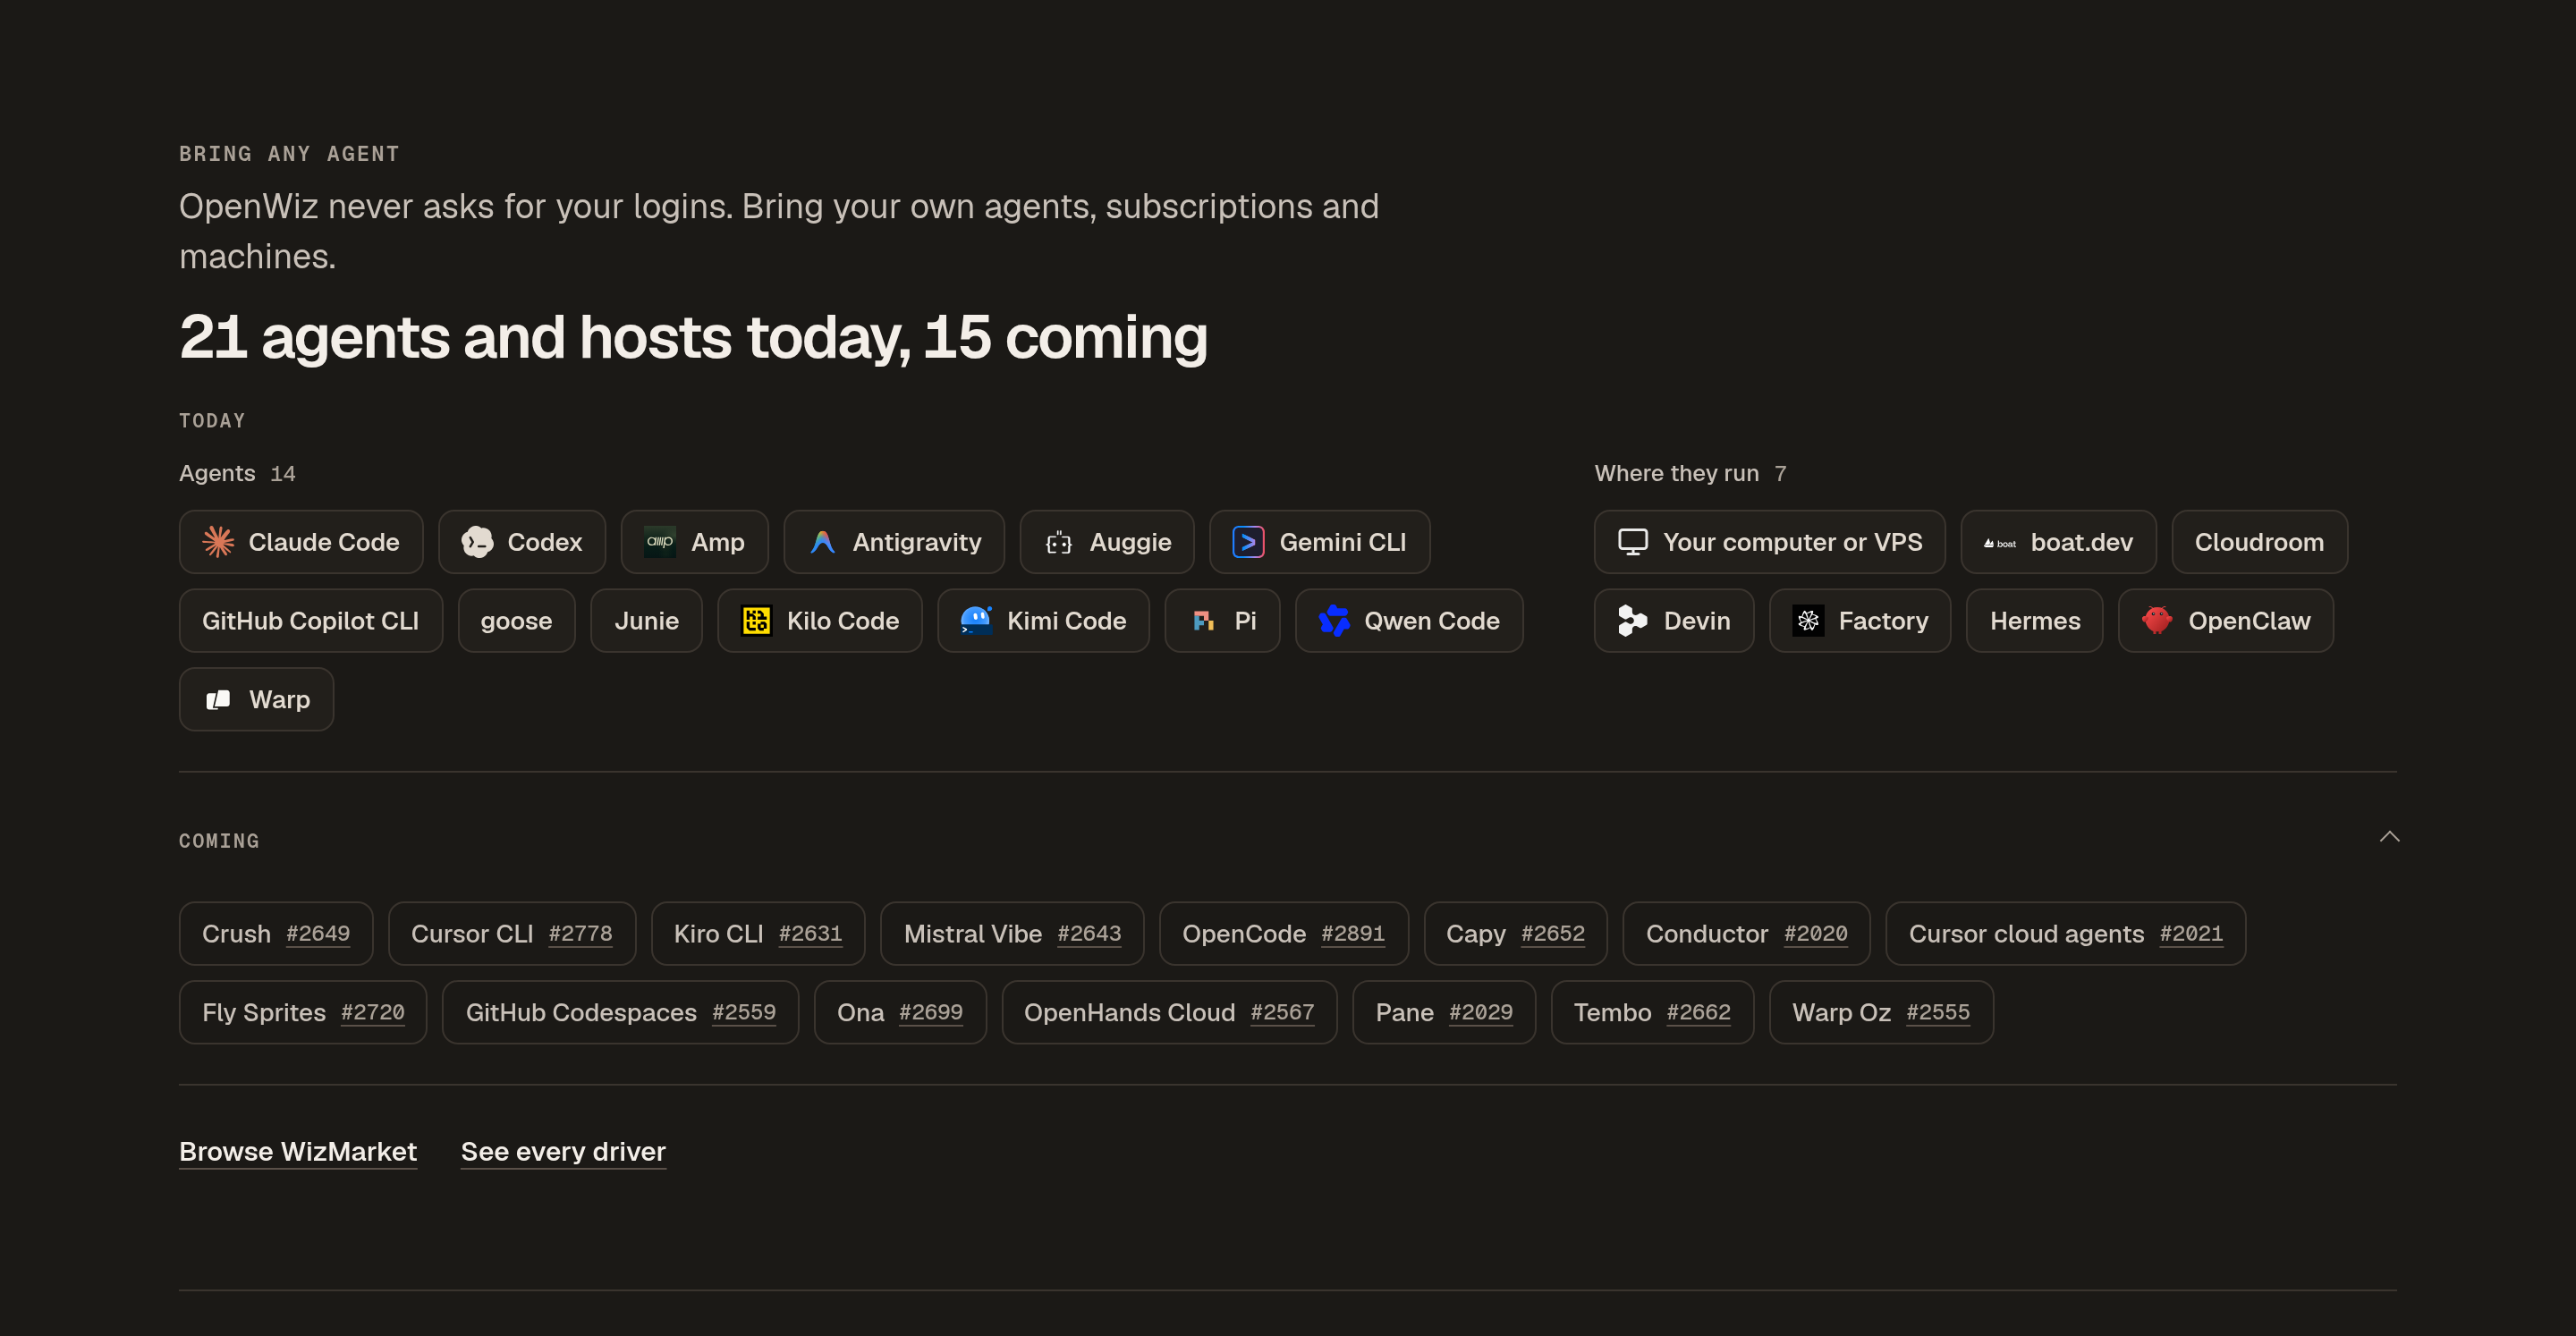 BRING ANY AGENT
OpenWiz never asks for your logins. Bring your own agents, subscriptions and
machines.
21 agents and hosts today, 15 coming
TODAY
Agents 14
Claude Code Codex amp Amp Antigravity Auggie Gemini CLI
GitHub Copilot CLI goose Junie KILO Kilo Code Kimi Code Pi Qwen Code
Warp
Where they run 7
Your computer or VPS boat boat.dev Cloudroom
Devin Factory Hermes OpenClaw
COMING
Crush #2649 Cursor CLI #2778 Kiro CLI #2631 Mistral Vibe #2643 OpenCode #2891 Capy #2652 Conductor #2020 Cursor cloud agents #2021
Fly Sprites #2720 GitHub Codespaces #2559 Ona #2699 OpenHands Cloud #2567 Pane #2029 Tembo #2662 Warp Oz #2555
Browse WizMarket See every driver